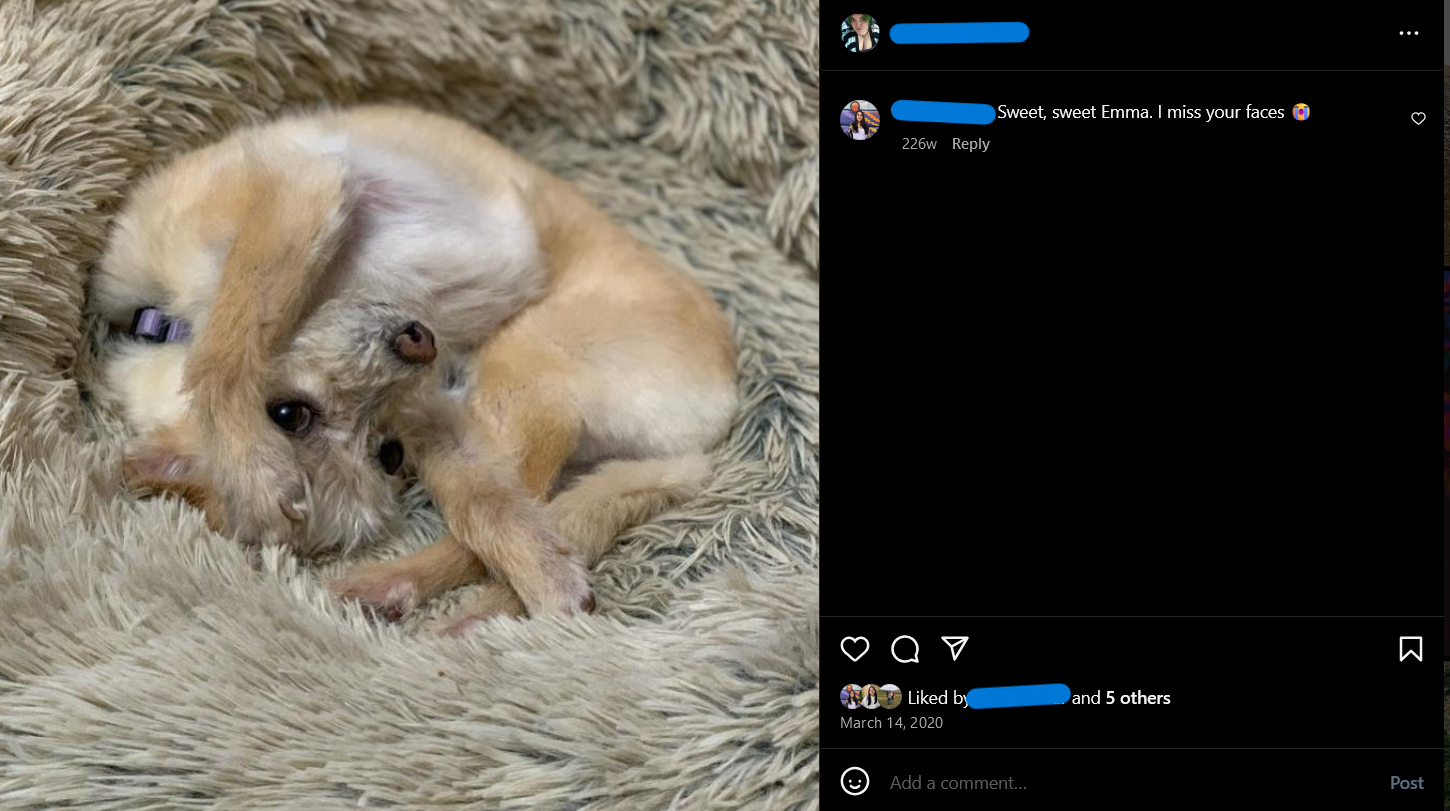 Sweet, sweet Emma. I miss your faces 😭
226w Reply
Liked by and 5 others
March 14, 2020
Add a comment...
Post